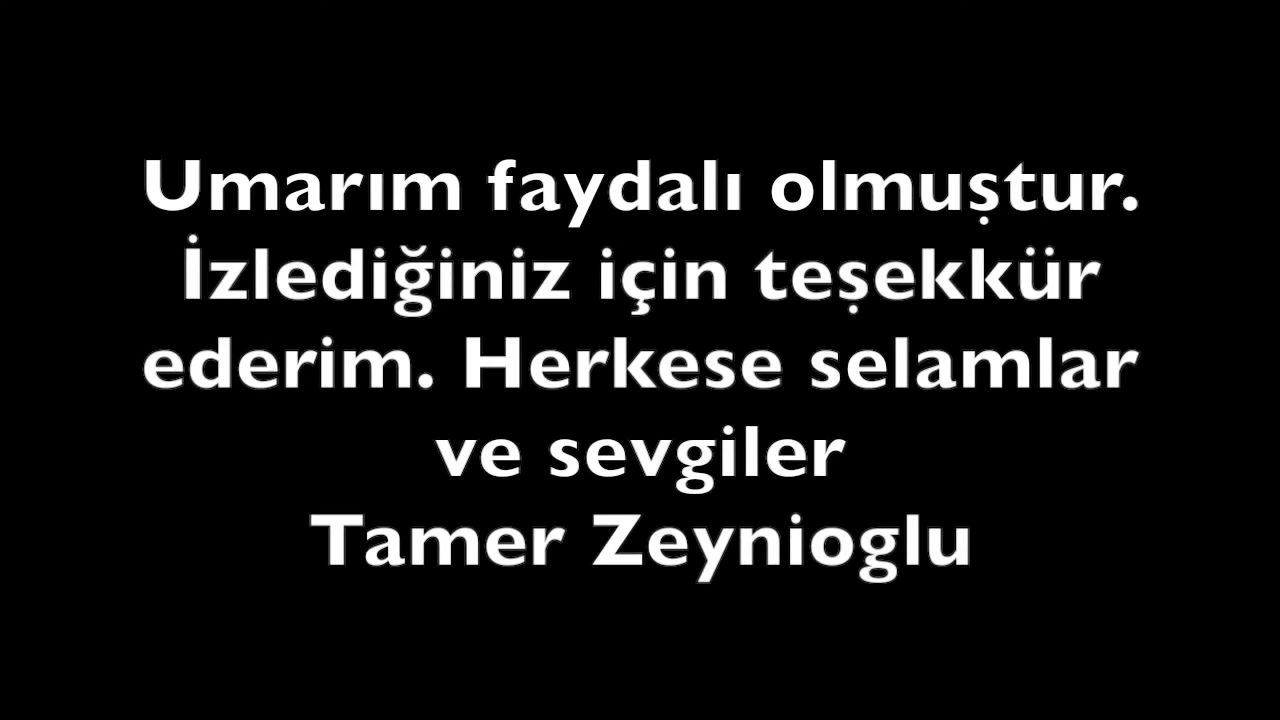 Umarım faydalı olmuştur.
İzlediğiniz için teşekkür
ederim. Herkese selamlar
ve sevgiler
Tamer Zeynioglu